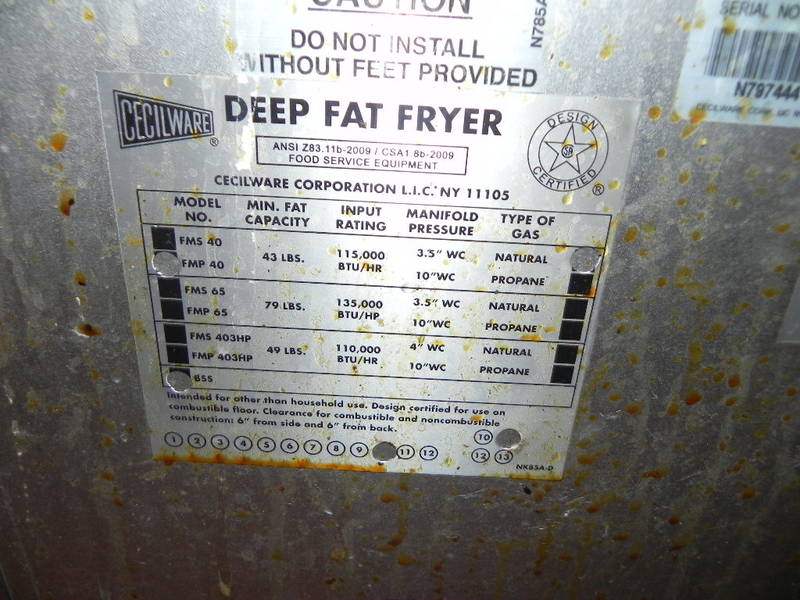 CAUTION
DO NOT INSTALL
WITHOUT FEET PROVIDED
N785A
SERIAL NO
N797444
CECILWARE
®
DEEP FAT FRYER
ANSI Z83.11b-2009 / CSA1.8b-2009
FOOD SERVICE EQUIPMENT
DESIGN
SA
CERTIFIED
®
CECILWARE CORPORATION L.I.C. NY 11105
MODEL NO. MIN. FAT CAPACITY INPUT RATING MANIFOLD PRESSURE TYPE OF GAS
FMS 40 3.5" WC NATURAL
43 LBS. 115,000 BTU/HR
FMP 40 10"WC PROPANE
FMS 65 3.5" WC NATURAL
79 LBS. 135,000 BTU/HP
FMP 65 10"WC PROPANE
FMS 403HP 4" WC NATURAL
49 LBS. 110,000 BTU/HR
FMP 403HP 10"WC PROPANE
BSS
Intended for other than household use. Design certified for use on
combustible floor. Clearance for combustible and noncombustible
construction: 6" from side and 6" from back.
10
1 2 3 4 5 6 7 8 9 11 12 12 13
NK85A-D